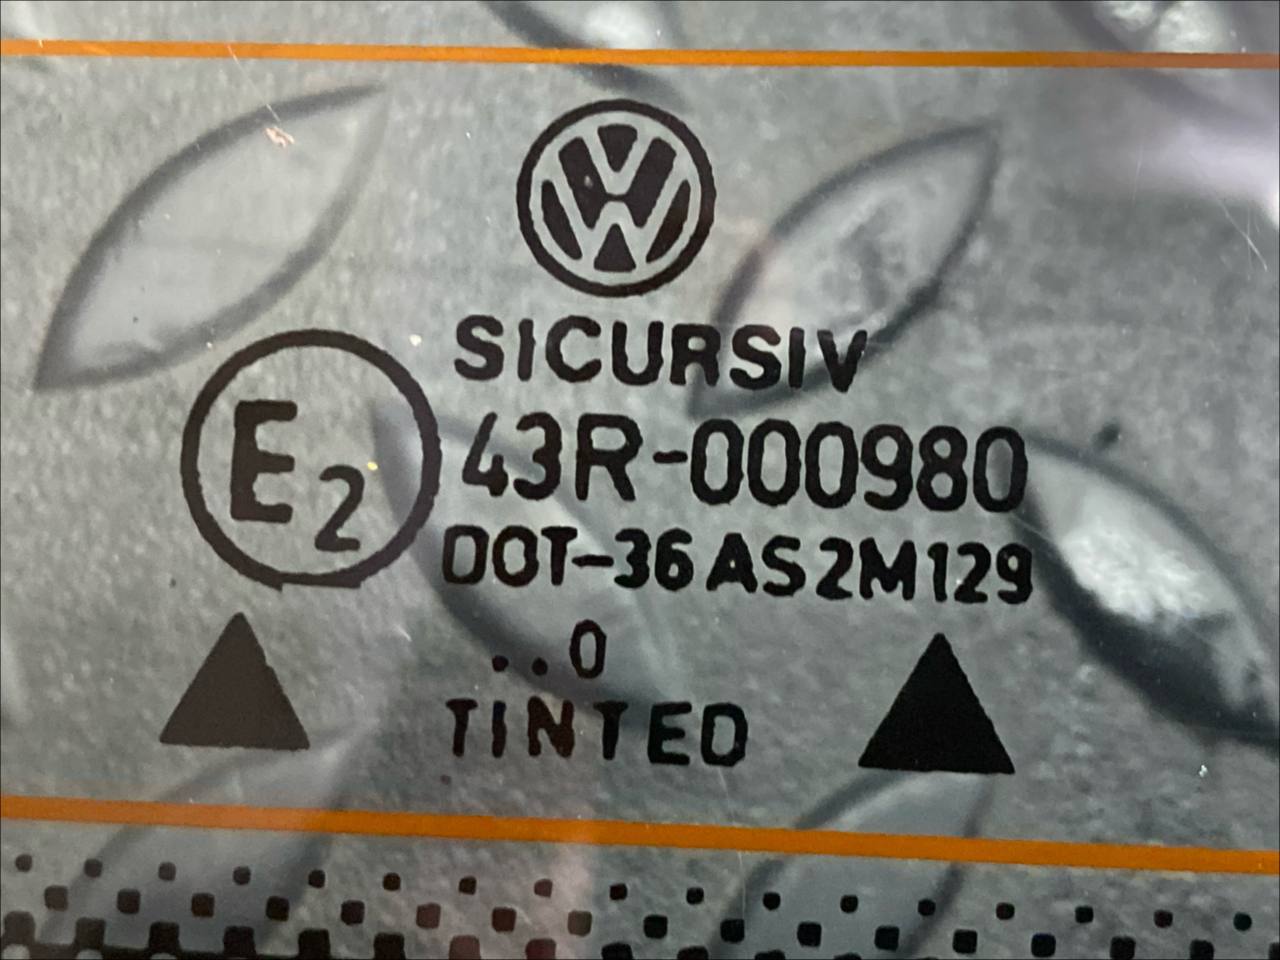 SICURSIV
E2
43R-000980
DOT-36 AS2M129
..0
TINTED